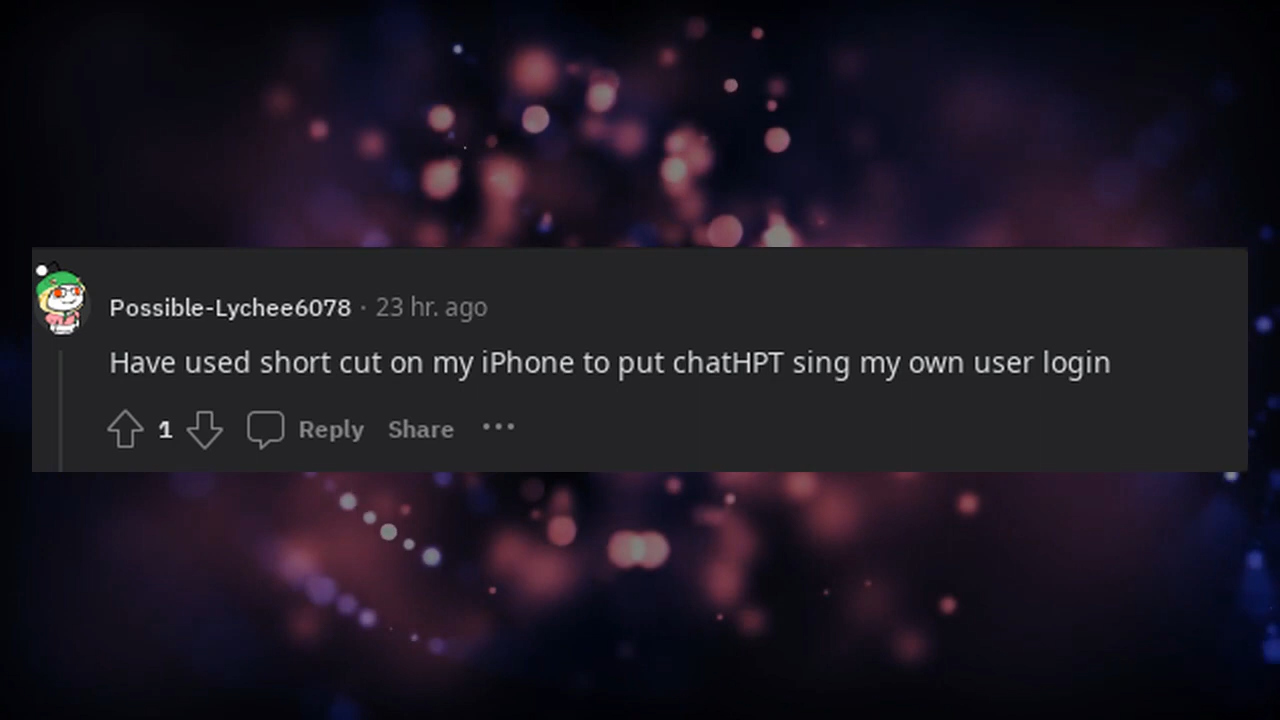 Possible-Lychee6078 · 23 hr. ago
Have used short cut on my iPhone to put chatHPT sing my own user login
1 Reply Share ...